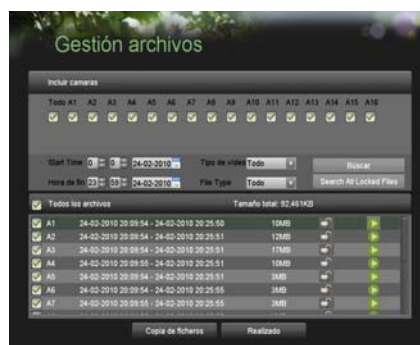 Gestión archivos
Incluir camaras
Todo A1 A2 A3 A4 A5 A6 A7 A8 A9 A10 A11 A12 A13 A14 A15 A16
Start Time 0 0 24-02-2010 Tipo de vídeo Todo Búscar
Hora de fin 23 59 24-02-2010 File Type Todo Search All Locked Files
Todos los archivos Tamaño total: 92,461KB
A1 24-02-2010 20:09:54 - 24-02-2010 20:25:50 10MB
A2 24-02-2010 20:09:54 - 24-02-2010 20:25:51 12MB
A3 24-02-2010 20:09:54 - 24-02-2010 20:25:51 17MB
A4 24-02-2010 20:09:55 - 24-02-2010 20:25:51 10MB
A5 24-02-2010 20:09:54 - 24-02-2010 20:25:51 3MB
A6 24-02-2010 20:09:55 - 24-02-2010 20:25:55 3MB
A7 24-02-2010 20:09:55 - 24-02-2010 20:25:55 3MB
Copia de ficheros Realizado